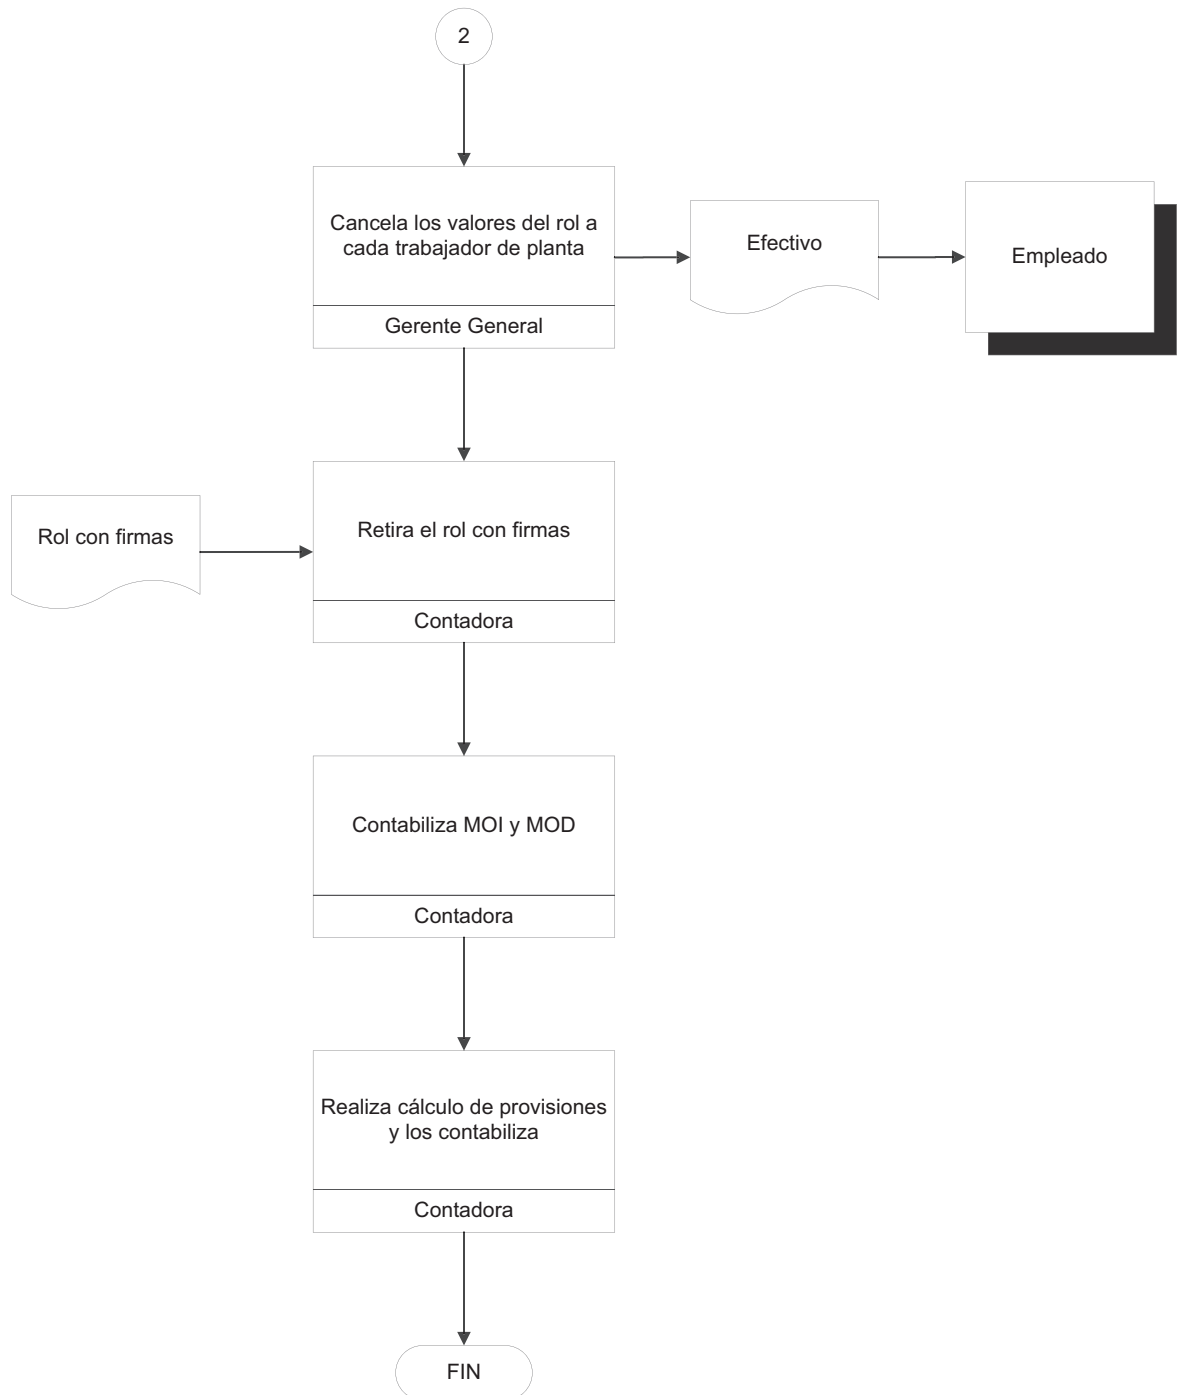 2
Cancela los valores del rol a
cada trabajador de planta
Gerente General
Efectivo
Empleado
Rol con firmas
Retira el rol con firmas
Contadora
Contabiliza MOI y MOD
Contadora
Realiza cálculo de provisiones
y los contabiliza
Contadora
FIN